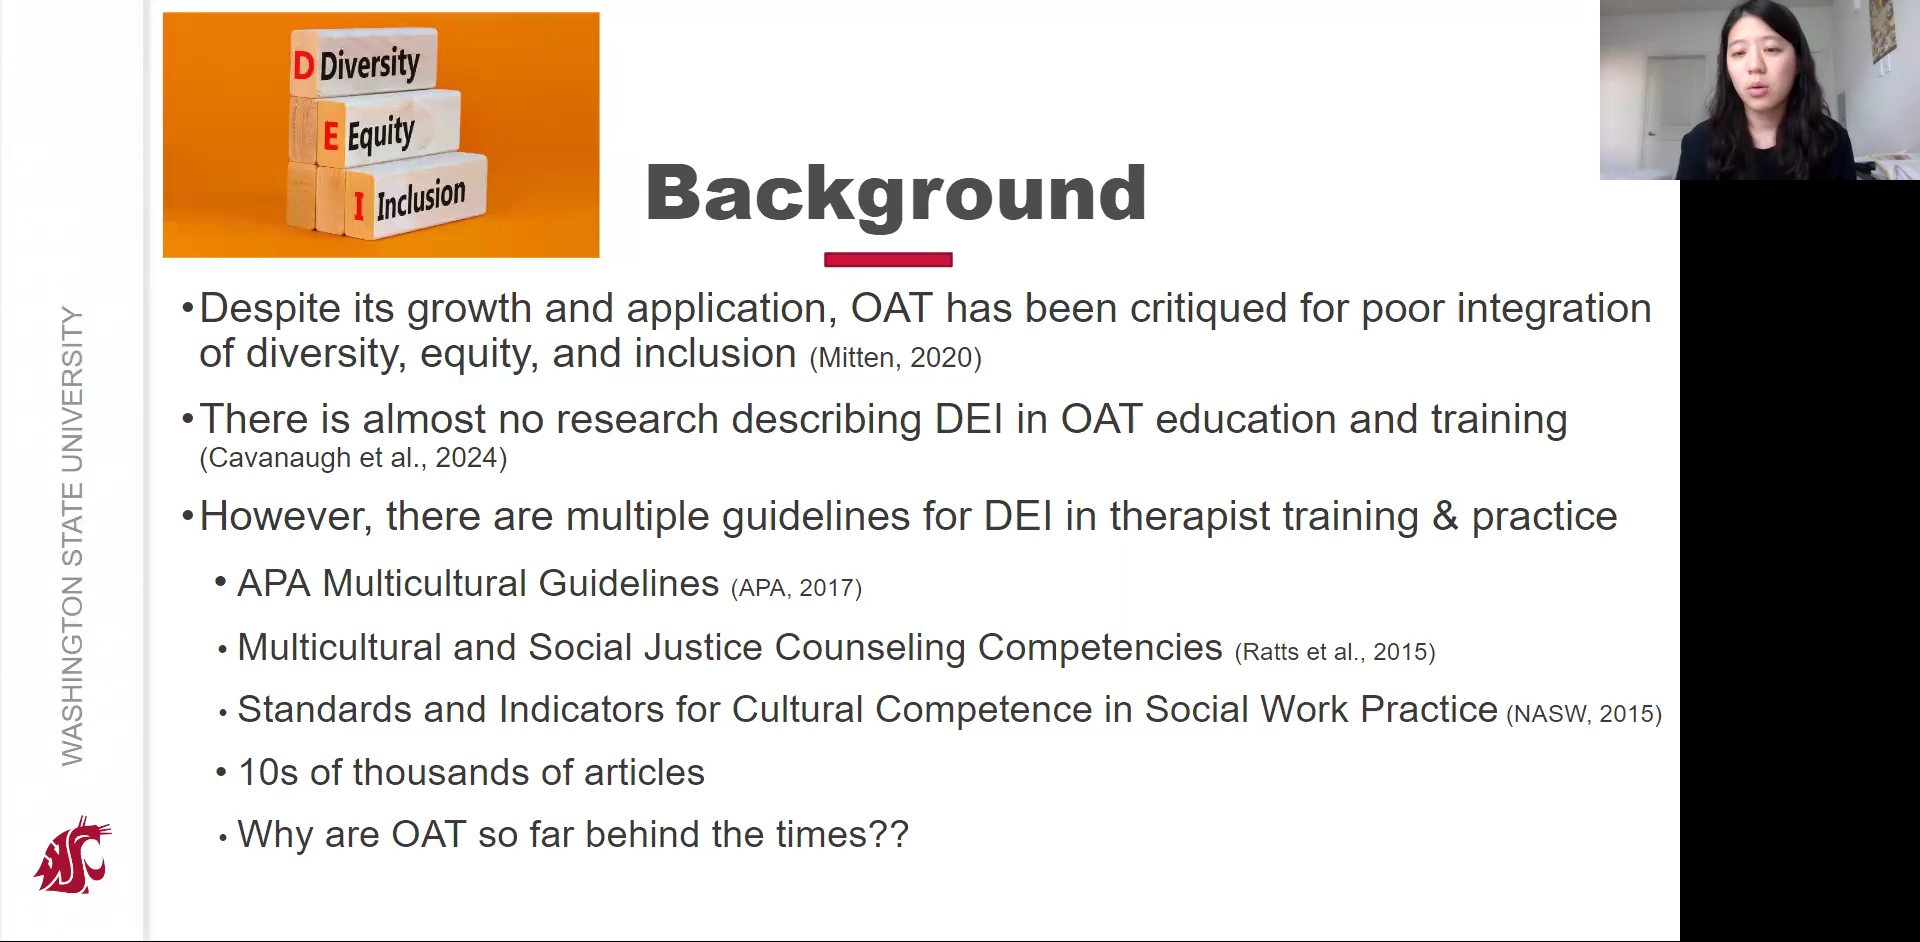 D Diversity
E Equity
I Inclusion
Background
•Despite its growth and application, OAT has been critiqued for poor integration
of diversity, equity, and inclusion (Mitten, 2020)
•There is almost no research describing DEI in OAT education and training
(Cavanaugh et al., 2024)
•However, there are multiple guidelines for DEI in therapist training & practice
• APA Multicultural Guidelines (APA, 2017)
• Multicultural and Social Justice Counseling Competencies (Ratts et al., 2015)
• Standards and Indicators for Cultural Competence in Social Work Practice (NASW, 2015)
• 10s of thousands of articles
• Why are OAT so far behind the times??
WASHINGTON STATE UNIVERSITY
WSC